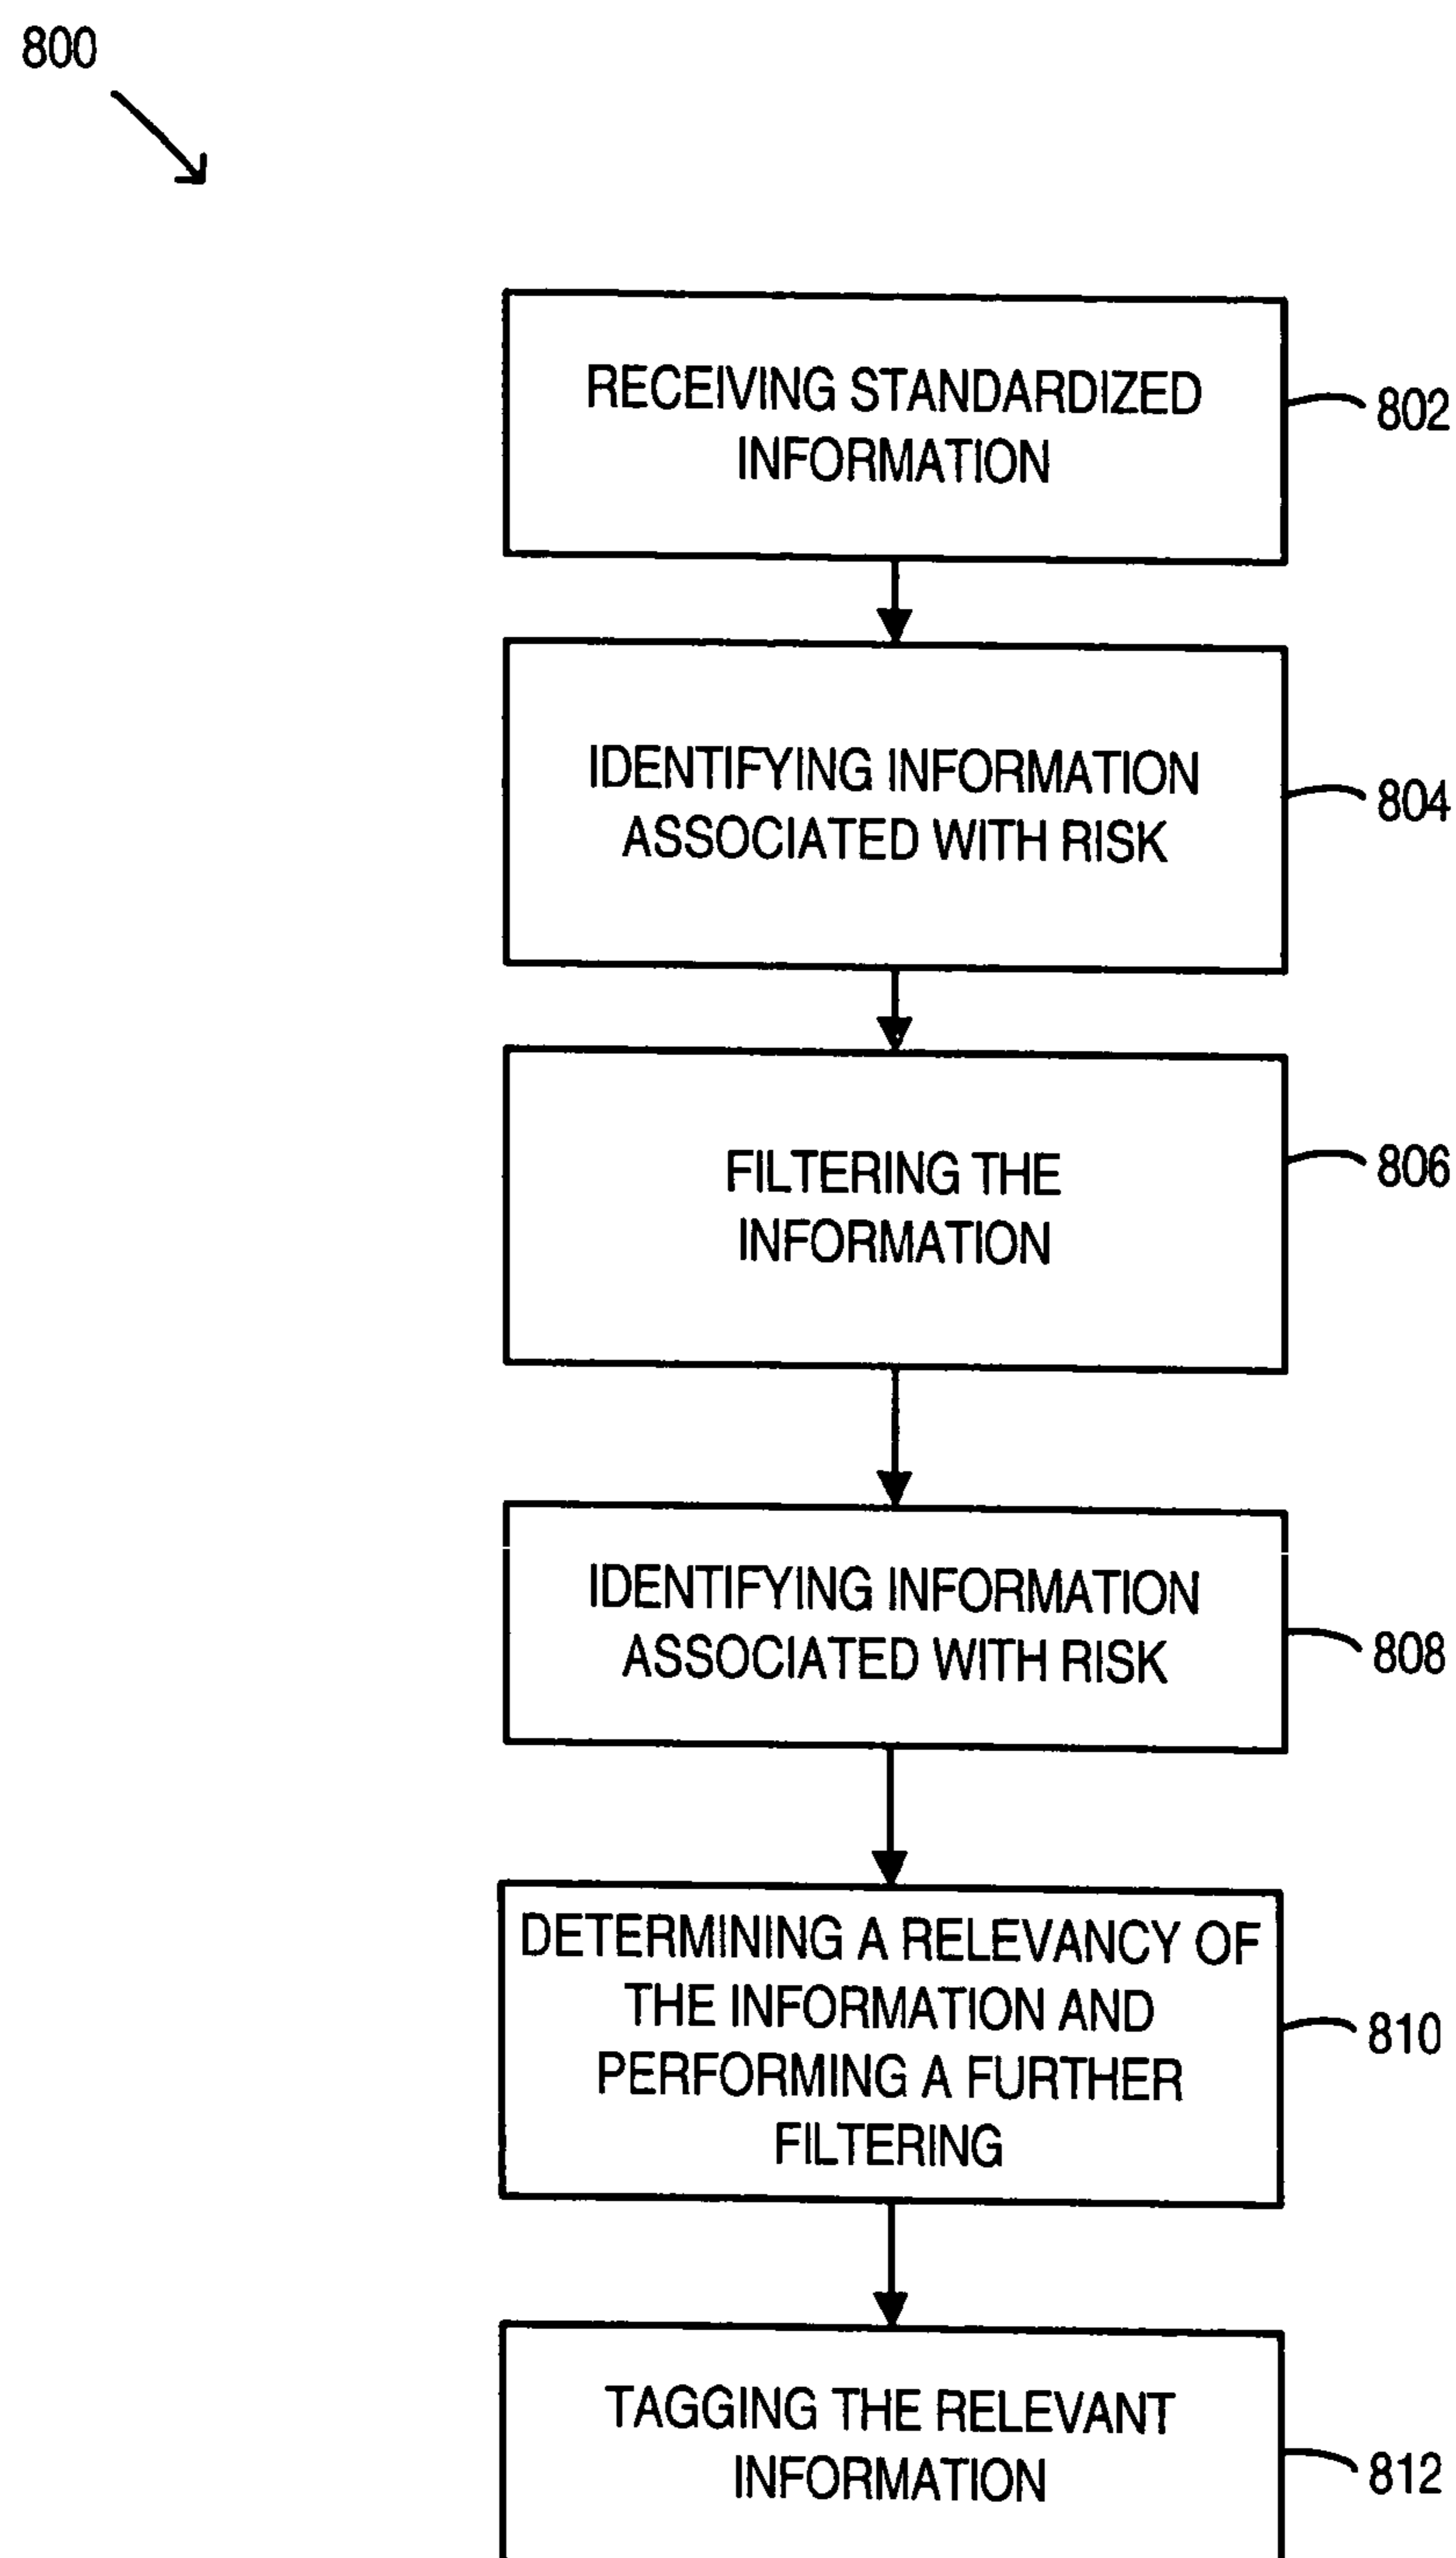 800
RECEIVING STANDARDIZED
INFORMATION
802
IDENTIFYING INFORMATION
ASSOCIATED WITH RISK
804
FILTERING THE
INFORMATION
806
IDENTIFYING INFORMATION
ASSOCIATED WITH RISK
808
DETERMINING A RELEVANCY OF
THE INFORMATION AND
PERFORMING A FURTHER
FILTERING
810
TAGGING THE RELEVANT
INFORMATION
812